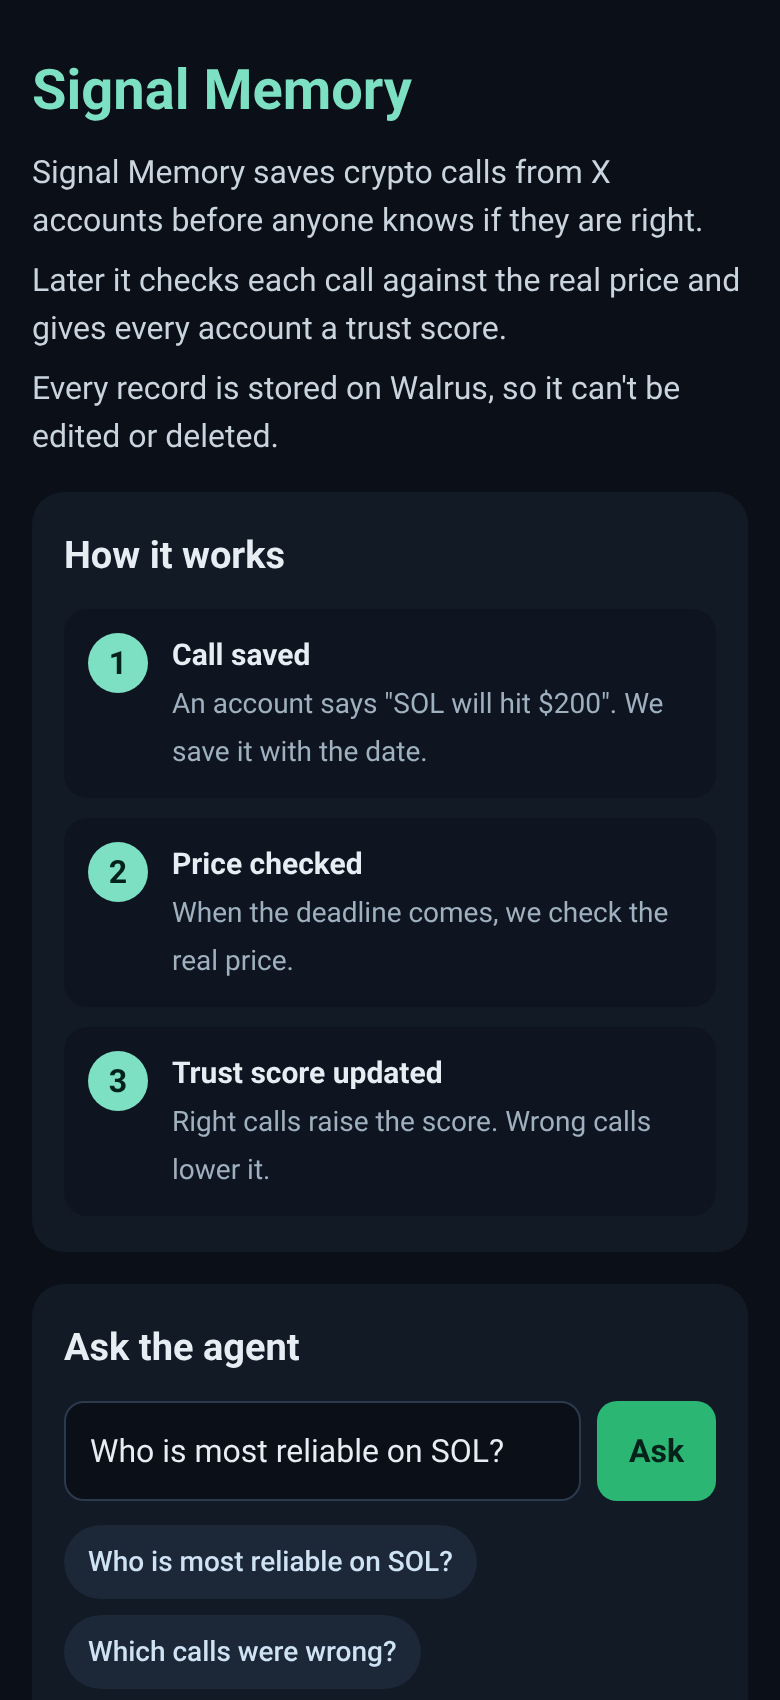 Signal Memory
Signal Memory saves crypto calls from X
accounts before anyone knows if they are right.
Later it checks each call against the real price and
gives every account a trust score.
Every record is stored on Walrus, so it can't be
edited or deleted.
How it works
1
Call saved
An account says "SOL will hit $200". We
save it with the date.
2
Price checked
When the deadline comes, we check the
real price.
3
Trust score updated
Right calls raise the score. Wrong calls
lower it.
Ask the agent
Who is most reliable on SOL?
Ask
Who is most reliable on SOL?
Which calls were wrong?